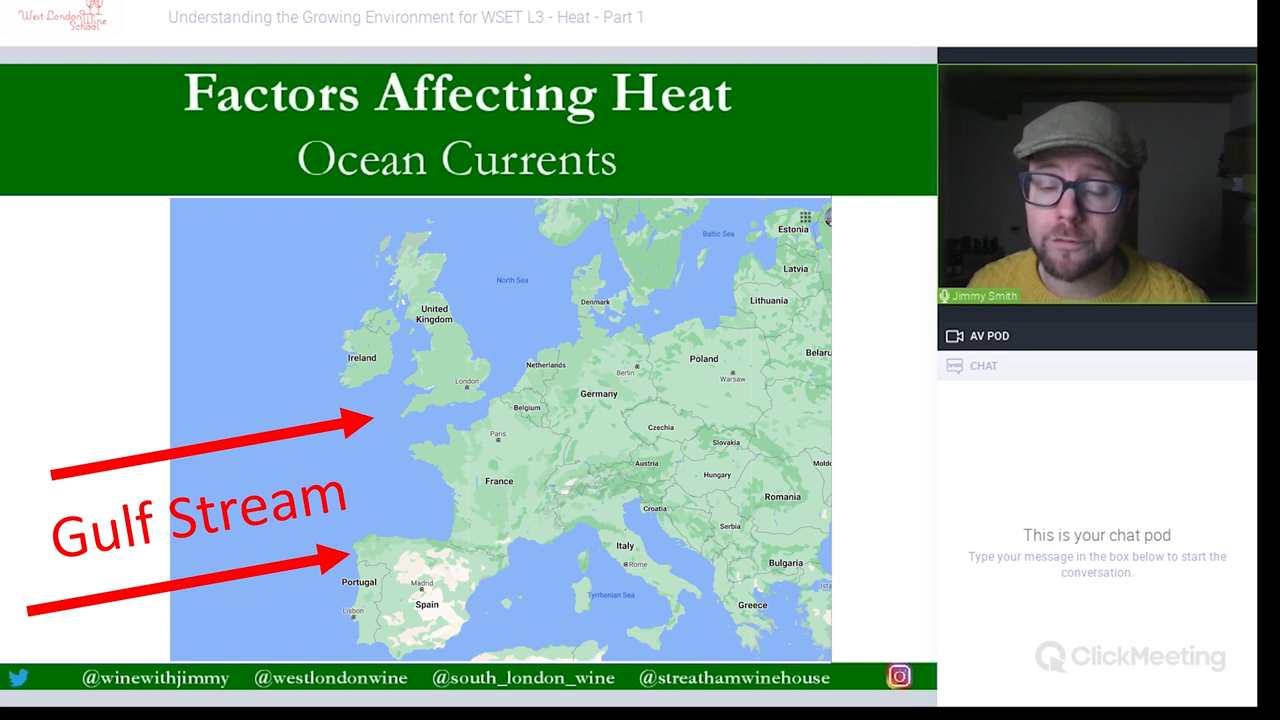 West London
Wine
School
Understanding the Growing Environment for WSET L3 - Heat - Part 1
Factors Affecting Heat
Ocean Currents
Estonia
Baltic Sea
Latvia
North Sea
Denmark
Lithuania
United
Kingdom
Ireland
Belaru
Poland
Netherlands
Berlin
Warsaw
London
Germany
Belgium
Czechia
Paris
Slovakia
Austria
Moldo
Hungary
France
Romania
Croatia
Serbia
Gulf Stream
Italy
Rome
Bulgaria
Portugal
Madrid
Ista
Spain
Tyrrhenian Sea
Greece
Lisbon
@winewithjimmy @westlondonwine @south_london_wine @streathamwinehouse
Jimmy Smith
AV POD
CHAT
This is your chat pod
Type your message in the box below to start the
conversation.
ClickMeeting